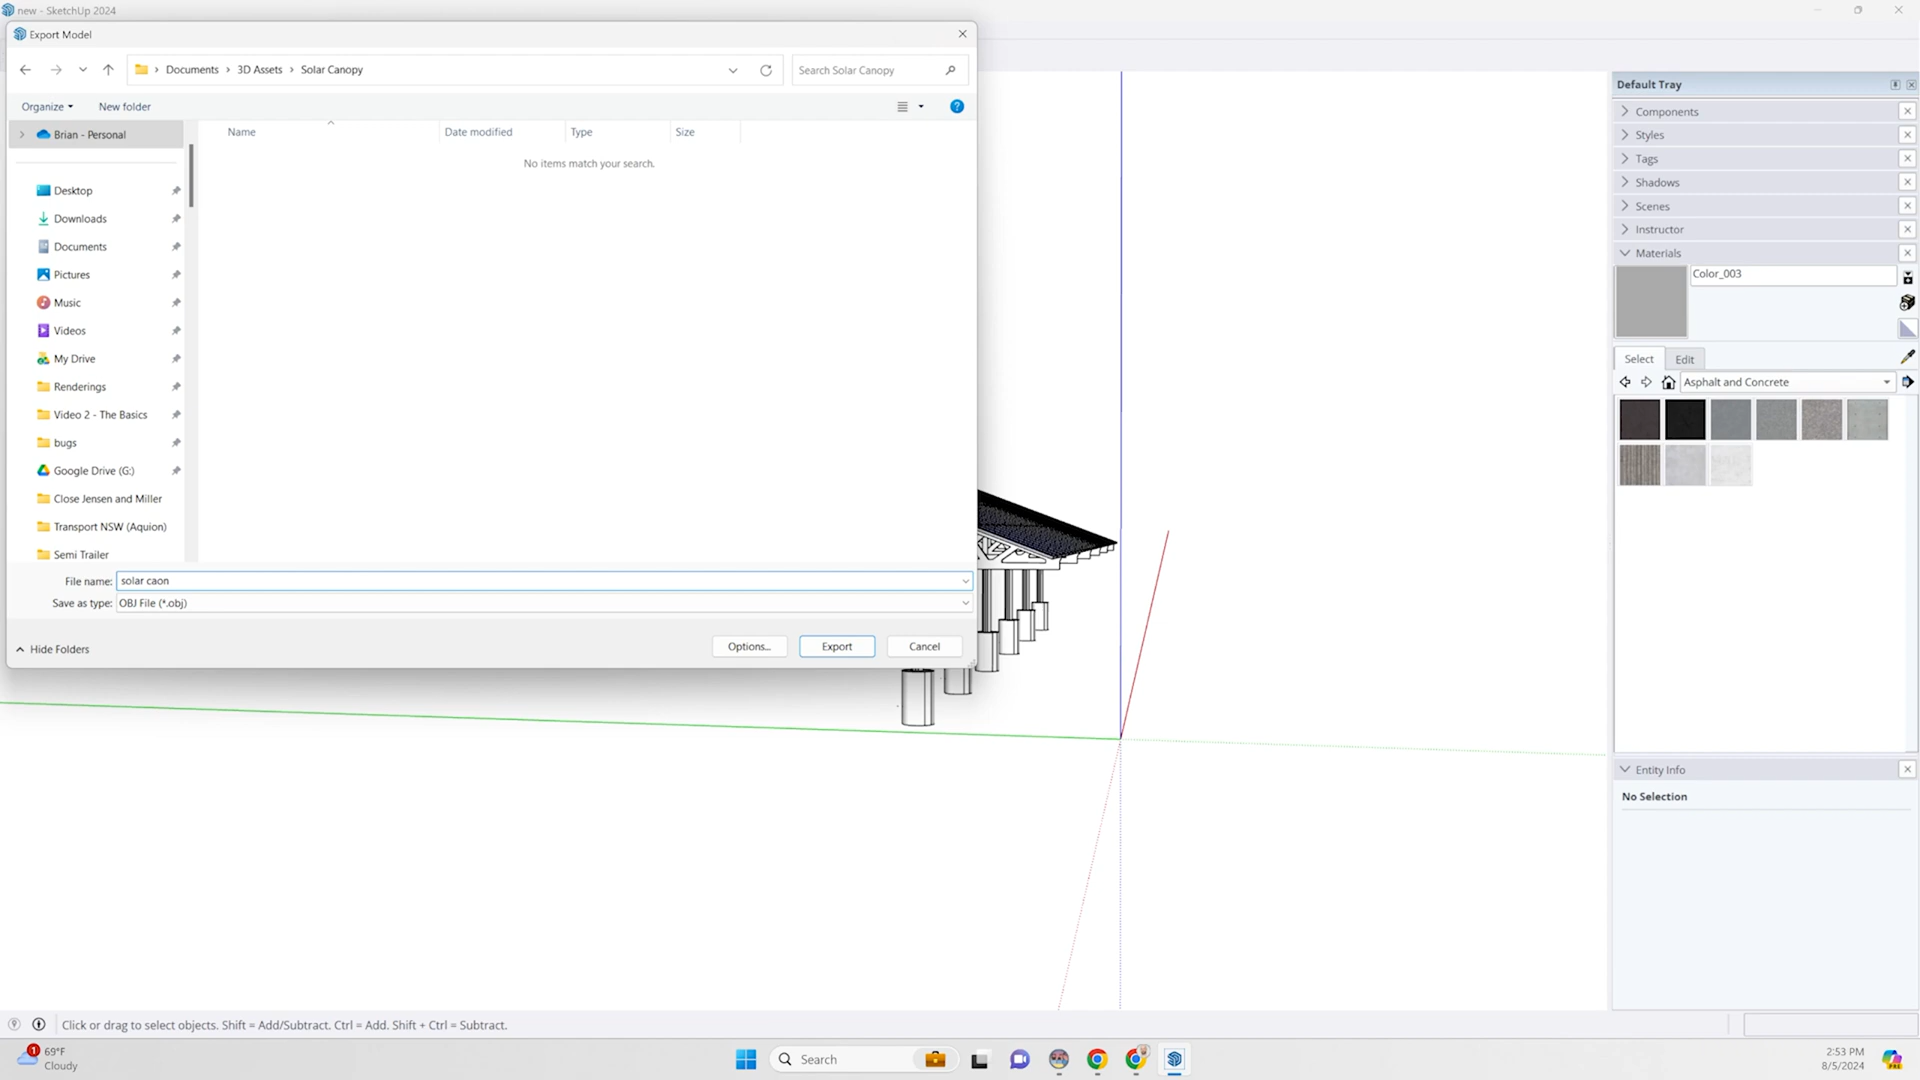 new - SketchUp 2024
Export Model
Documents > 3D Assets > Solar Canopy
Search Solar Canopy
Organize
New folder
Brian - Personal
Name
Date modified
Type
Size
No items match your search.
Desktop
Downloads
Documents
Pictures
Music
Videos
My Drive
Renderings
Video 2 - The Basics
bugs
Google Drive (G:)
Close Jensen and Miller
Transport NSW (Aquion)
Semi Trailer
File name: solar caon
Save as type: OBJ File (*.obj)
Hide Folders
Options...
Export
Cancel
Default Tray
Components
Styles
Tags
Shadows
Scenes
Instructor
Materials
Color_003
Select
Edit
Asphalt and Concrete
Entity Info
No Selection
Click or drag to select objects. Shift = Add/Subtract. Ctrl = Add. Shift + Ctrl = Subtract.
1
69°F
Cloudy
Search
2:53 PM
8/5/2024
PRE